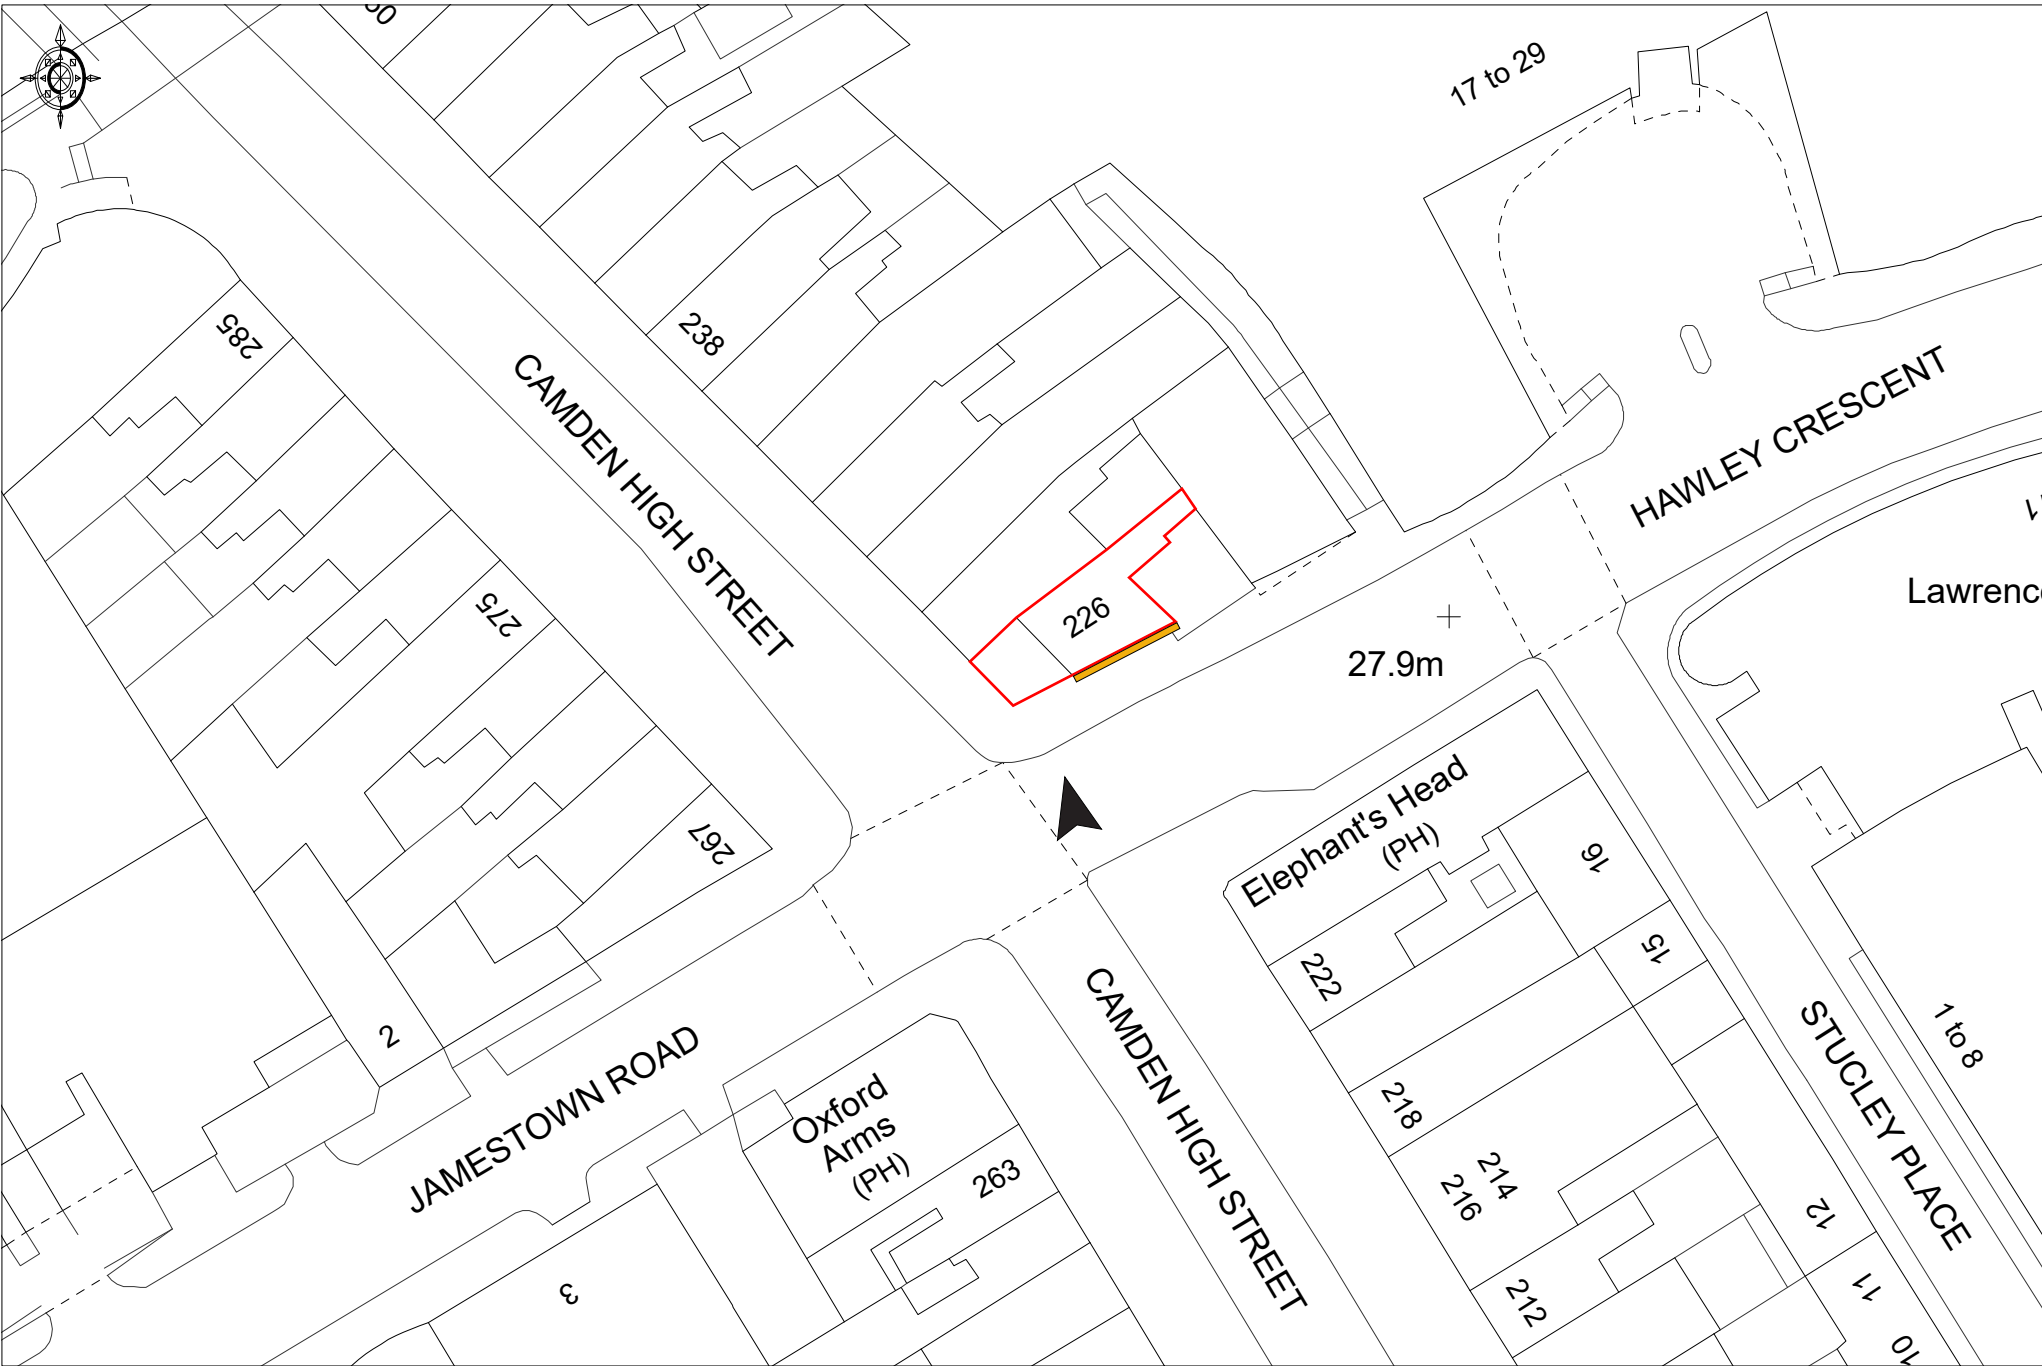 17 to 29
285
238
CAMDEN HIGH STREET
HAWLEY CRESCENT
275
226
27.9m
267
Elephant's Head
(PH)
16
15
222
2
JAMESTOWN ROAD
Oxford
Arms
(PH)
263
CAMDEN HIGH STREET
218
214
216
212
STUCLEY PLACE
1 to 8
12
11
10
3